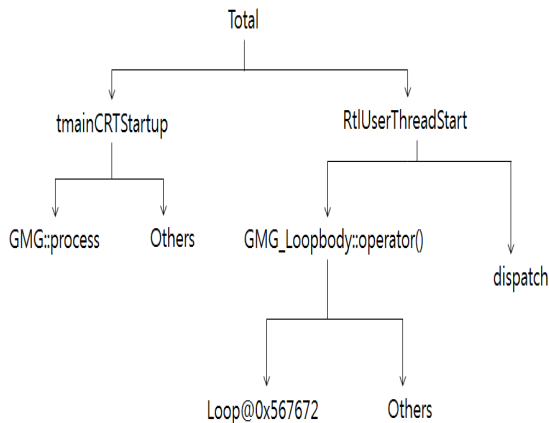 Total
tmainCRTStartup
RtlUserThreadStart
GMG::process
Others
GMG_Loopbody::operator()
dispatch
Loop@0x567672
Others